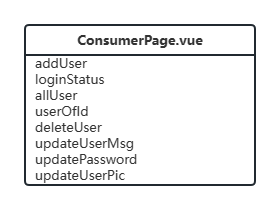 ConsumerPage.vue
addUser
loginStatus
allUser
userOfId
deleteUser
updateUserMsg
updatePassword
updateUserPic